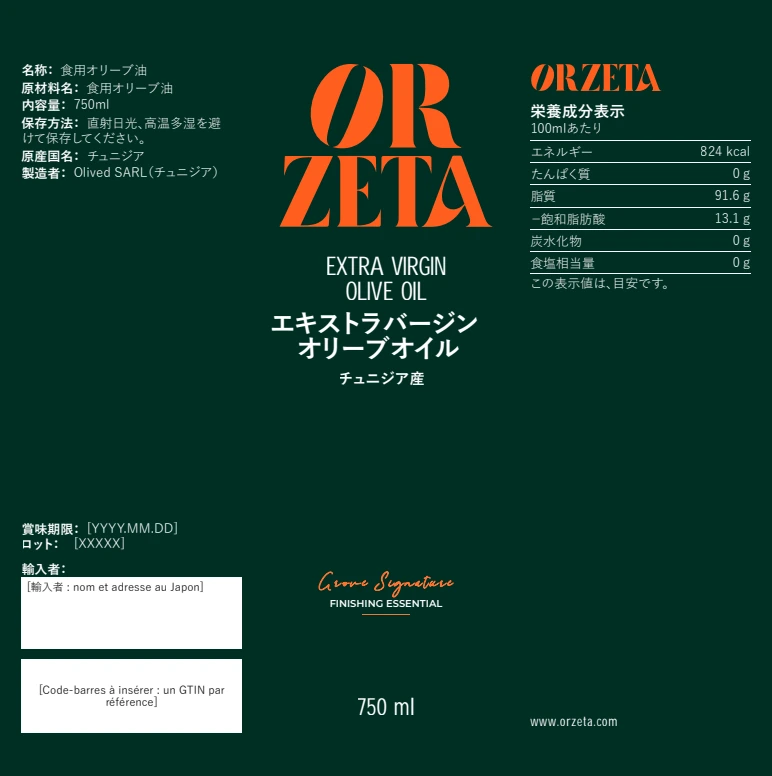 名称： 食用オリーブ油
原材料名： 食用オリーブ油
内容量： 750ml
保存方法： 直射日光、高温多湿を避
けて保存してください。
原産国名： チュニジア
製造者： Olived SARL（チュニジア）
賞味期限： [YYYY.MM.DD]
ロット： [XXXXX]
輸入者：
[輸入者 : nom et adresse au Japon]
[Code-barres à insérer : un GTIN par
référence]
OR
ZETA
EXTRA VIRGIN
OLIVE OIL
エキストラバージン
オリーブオイル
チュニジア産
Grove Signature
FINISHING ESSENTIAL
750 ml
OR ZETA
栄養成分表示
100mlあたり
エネルギー 824 kcal
たんぱく質 0 g
脂質 91.6 g
−飽和脂肪酸 13.1 g
炭水化物 0 g
食塩相当量 0 g
この表示値は、目安です。
www.orzeta.com